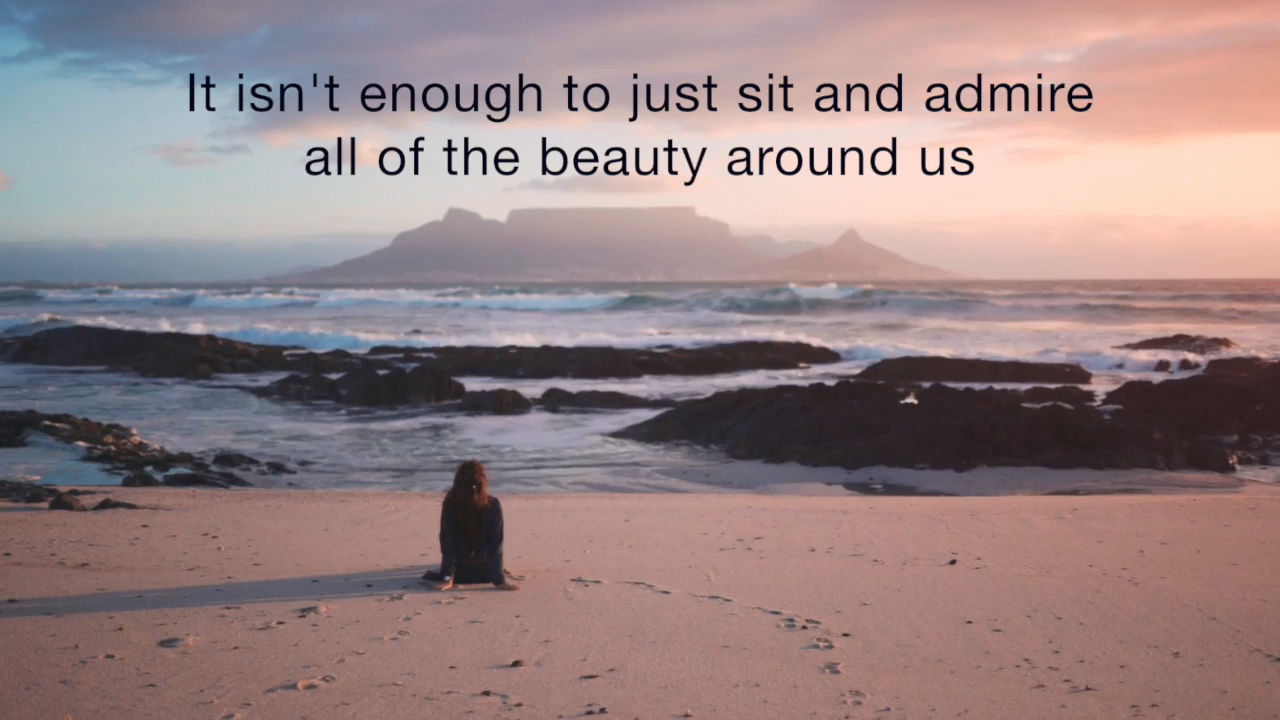 It isn't enough to just sit and admire
all of the beauty around us